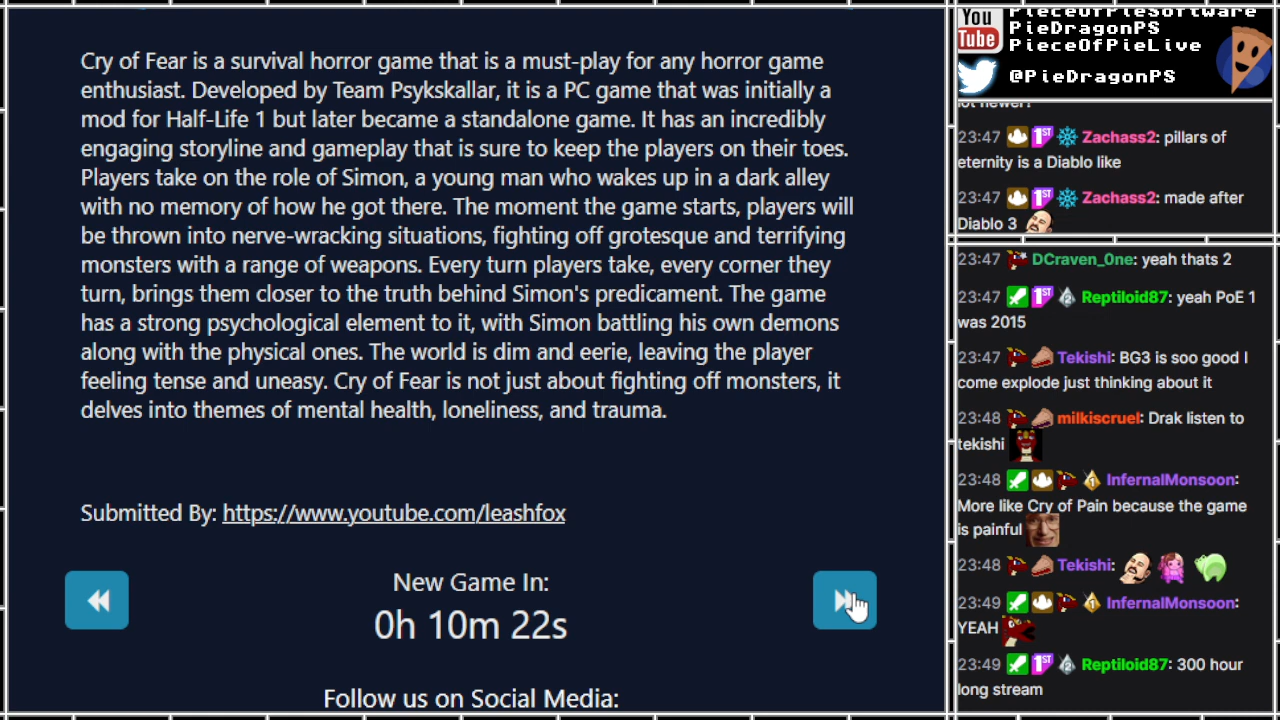 Cry of Fear is a survival horror game that is a must-play for any horror game
enthusiast. Developed by Team Psykskallar, it is a PC game that was initially a
mod for Half-Life 1 but later became a standalone game. It has an incredibly
engaging storyline and gameplay that is sure to keep the players on their toes.
Players take on the role of Simon, a young man who wakes up in a dark alley
with no memory of how he got there. The moment the game starts, players will
be thrown into nerve-wracking situations, fighting off grotesque and terrifying
monsters with a range of weapons. Every turn players take, every corner they
turn, brings them closer to the truth behind Simon's predicament. The game
has a strong psychological element to it, with Simon battling his own demons
along with the physical ones. The world is dim and eerie, leaving the player
feeling tense and uneasy. Cry of Fear is not just about fighting off monsters, it
delves into themes of mental health, loneliness, and trauma.
Submitted By: https://www.youtube.com/leashfox
New Game In:
0h 10m 22s
Follow us on Social Media:
You
Tube
PieceOfPieSoftware
PieDragonPS
PieceOfPieLive
@PieDragonPS
lot newer?
23:47 1ST Zachass2: pillars of
eternity is a Diablo like
23:47 1ST Zachass2: made after
Diablo 3
23:47 DCraven_0ne: yeah thats 2
23:47 1ST 2 Reptiloid87: yeah PoE 1
was 2015
23:47 Tekishi: BG3 is soo good I
come explode just thinking about it
23:48 milkiscruel: Drak listen to
tekishi
23:48 1 InfernalMonsoon:
More like Cry of Pain because the game
is painful
23:48 Tekishi:
23:49 1 InfernalMonsoon:
YEAH
23:49 1ST 2 Reptiloid87: 300 hour
long stream